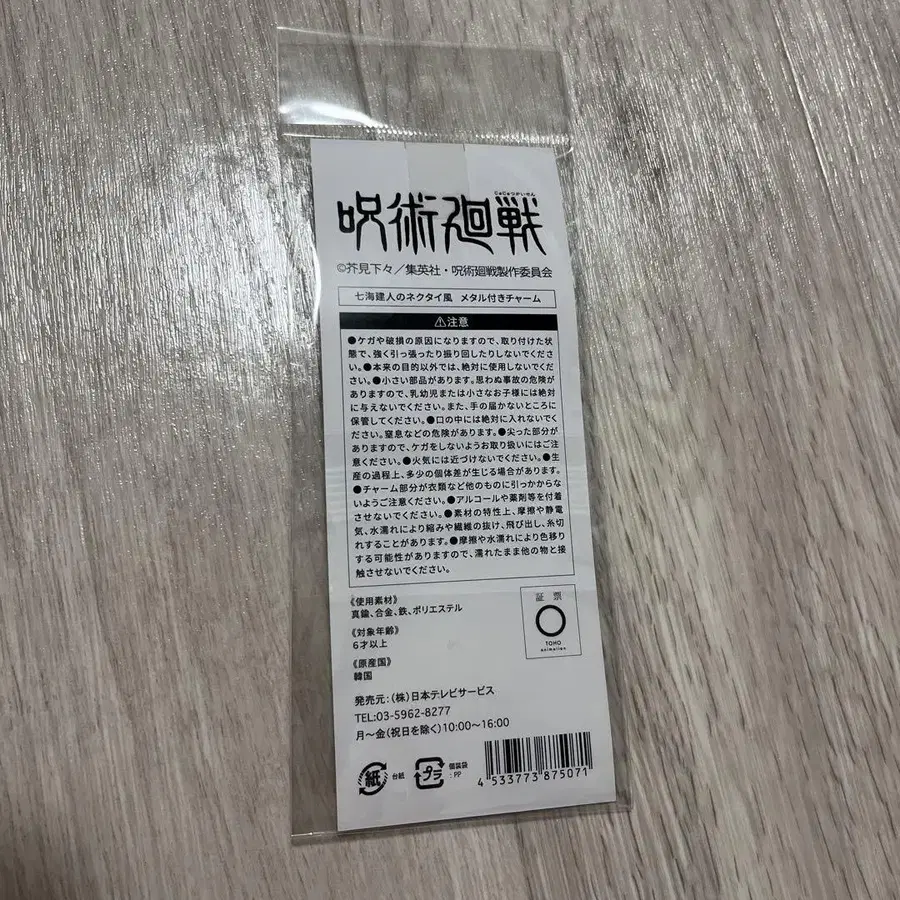 じゅじゅつかいせん
呪術廻戦
©芥見下々／集英社・呪術廻戦製作委員会
七海建人のネクタイ風 メタル付きチャーム
⚠注意
●ケガや破損の原因になりますので、取り付けた状
態で、強く引っ張ったり振り回したりしないでくださ
い。●本来の目的以外では、絶対に使用しないでくだ
さい。●小さい部品があります。思わぬ事故の危険が
ありますので、乳幼児または小さなお子様には絶対
に与えないでください。また、手の届かないところに
保管してください。●口の中には絶対に入れないでく
ださい。窒息などの危険があります。●尖った部分が
ありますので、ケガをしないようお取り扱いにはご注
意ください。●火気には近づけないでください。●生
産の過程上、多少の個体差が生じる場合があります。
●チャーム部分が衣類など他のものに引っかからな
いようご注意ください。●アルコールや薬剤等を付着
させないでください。●素材の特性上、摩擦や静電
気、水濡れにより縮みや繊維の抜け、飛び出し、糸切
れすることがあります。●摩擦や水濡れにより色移り
する可能性がありますので、濡れたまま他の物と接
触させないでください。
《使用素材》
真鍮、合金、鉄、ポリエステル
《対象年齢》
6才以上
《原産国》
韓国
証 票
TOHO
animation
発売元：（株）日本テレビサービス
TEL:03-5962-8277
月〜金（祝日を除く）10:00〜16:00
紙
台紙
プラ
個装袋
：PP
4 533773 875071